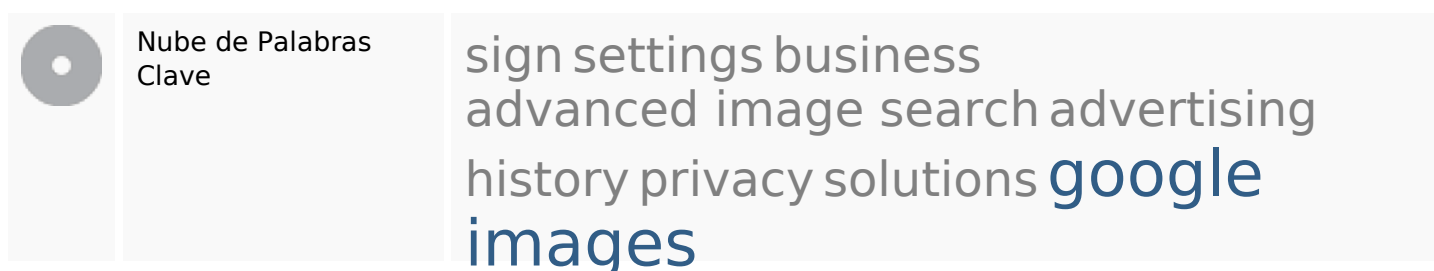 Nube de Palabras
Clave
sign settings business
advanced image search advertising
history privacy solutions google
images